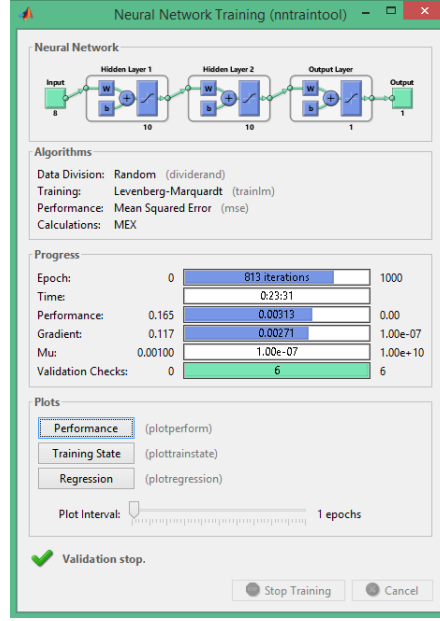 Neural Network Training (nntraintool)
Neural Network
Hidden Layer 1 Hidden Layer 2 Output Layer
Input Output
W W W
+ + +
b b b
8 10 10 1 1
Algorithms
Data Division: Random (dividerand)
Training: Levenberg-Marquardt (trainlm)
Performance: Mean Squared Error (mse)
Calculations: MEX
Progress
Epoch: 0 813 iterations 1000
Time: 0:23:31
Performance: 0.165 0.00313 0.00
Gradient: 0.117 0.00271 1.00e-07
Mu: 0.00100 1.00e-07 1.00e+10
Validation Checks: 0 6 6
Plots
Performance (plotperform)
Training State (plottrainstate)
Regression (plotregression)
Plot Interval: 1 epochs
Validation stop.
Stop Training Cancel